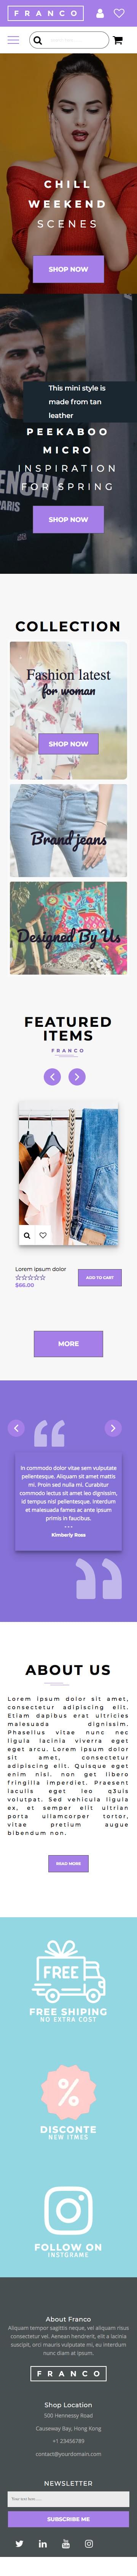 FRANCO
CHILL
WEEKEND
SCENES
SHOP NOW
This mini style is
made from tan
leather
PEEKABOO
MICRO
INSPIRATION
FOR SPRING
SHOP NOW
COLLECTION
Fashion latest
for woman
SHOP NOW
Brand jeans
Designed By Us
FEATURED
ITEMS
FRANCO
Lorem ipsum dolor
$66.00
ADD TO CART
MORE
In commodo dolor vitae sem vulputate
pellentesque. Aliquam sit amet mattis
mi. Proin sed nulla mi. Curabitur
commodo lectus sit amet leo dignissim,
id tempus nisl pellentesque. Interdum
et malesuada fames ac ante ipsum
primis in faucibus.
Kimberly Ross
ABOUT US
Lorem ipsum dolor sit amet,
consectetur adipiscing elit.
Etiam dapibus erat ultricies
malesuada dignissim.
Phasellus vitae nunc nec
ligula lacinia viverra eget
eget arcu. Lorem ipsum dolor
sit amet, consectetur
adipiscing elit. Quisque eget
enim nisl. non get libero
fringilla imperdiet. Praesent
iaculis eget leo q3uis
volutpat. Sed vehicula ligula
ex, et semper elit ultrian
porta uliamcorper tortor,
vitae pretium augue
bibendum non.
READ MORE
FREE
FREE SHIPING
NO EXTRA COST
DISCONTE
NEW ITMES
FOLLOW ON
INSTGRAME
About Franco
Aliquam tempor sagittis neque, vel aliquam risus
consectetur vel. Aenean hendrerit, elit a lacinia
suscipit, orci mauris vulputate mi, eu interdum
nunc diam id ipsum.
FRANCO
Shop Location
500 Hennessy Road
Causeway Bay, Hong Kong
+1 23456789
contact@yourdomain.com
NEWSLETTER
SUBSCRIBE ME